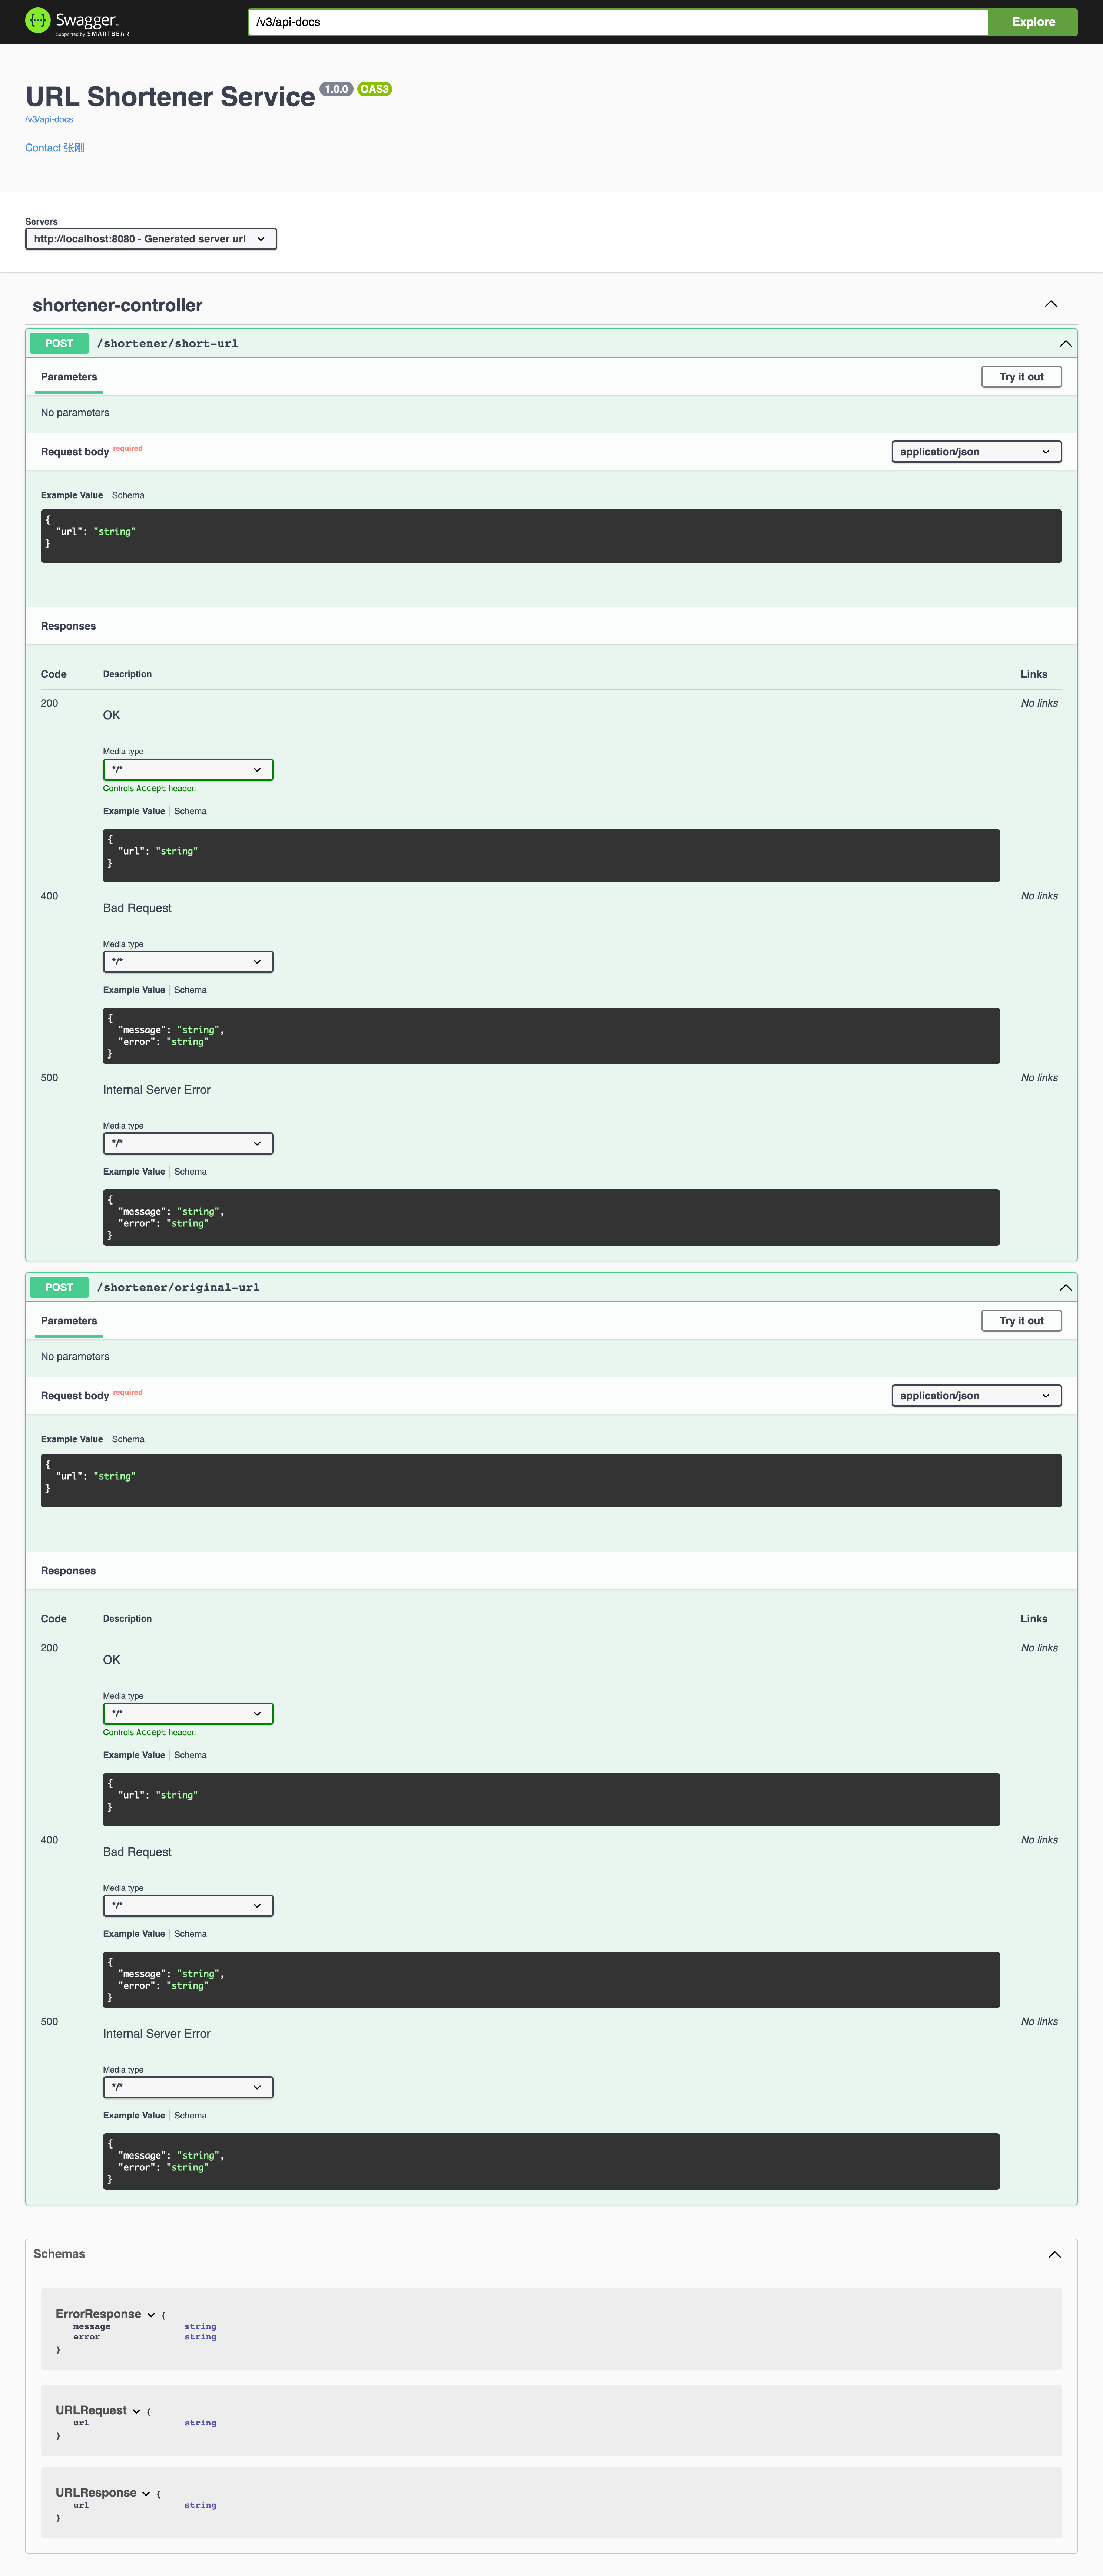 Swagger.
Supported by SMARTBEAR
/v3/api-docs
Explore
URL Shortener Service 1.0.0 OAS3
/v3/api-docs
Contact 张刚
Servers
http://localhost:8080 - Generated server url
shortener-controller
POST /shortener/short-url
Parameters Try it out
No parameters
Request body required application/json
Example Value Schema
{
"url": "string"
}
Responses
Code Description Links
200 No links
OK
Media type
*/*
Controls Accept header.
Example Value Schema
{
"url": "string"
}
400 No links
Bad Request
Media type
*/*
Example Value Schema
{
"message": "string",
"error": "string"
}
500 No links
Internal Server Error
Media type
*/*
Example Value Schema
{
"message": "string",
"error": "string"
}
POST /shortener/original-url
Parameters Try it out
No parameters
Request body required application/json
Example Value Schema
{
"url": "string"
}
Responses
Code Description Links
200 No links
OK
Media type
*/*
Controls Accept header.
Example Value Schema
{
"url": "string"
}
400 No links
Bad Request
Media type
*/*
Example Value Schema
{
"message": "string",
"error": "string"
}
500 No links
Internal Server Error
Media type
*/*
Example Value Schema
{
"message": "string",
"error": "string"
}
Schemas
ErrorResponse {
message string
error string
}
URLRequest {
url string
}
URLResponse {
url string
}